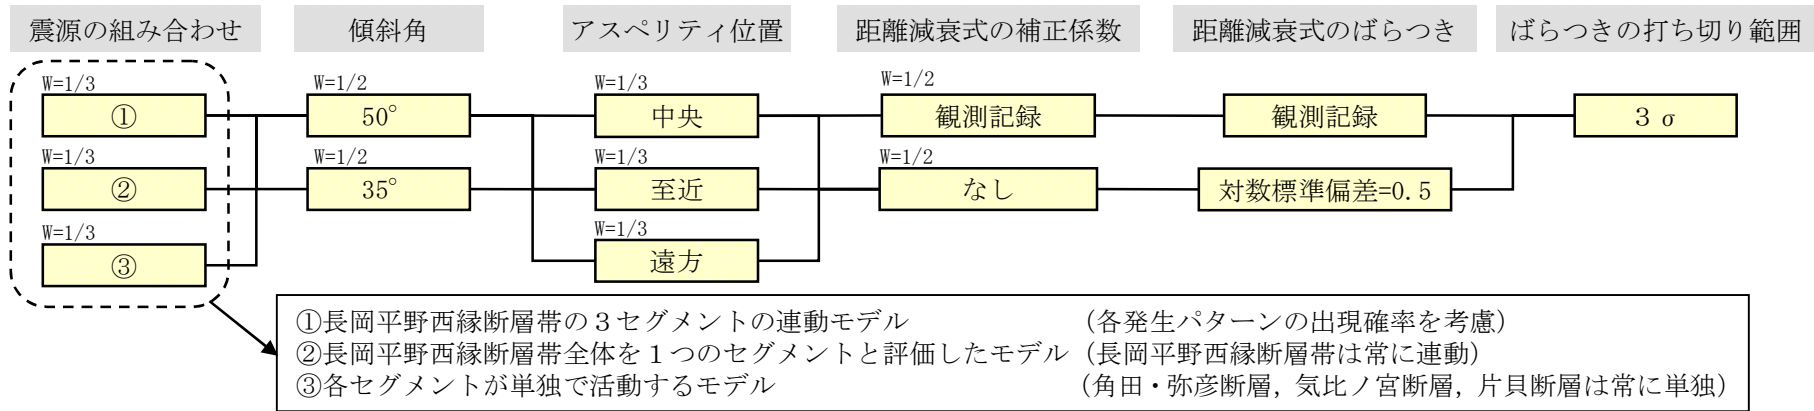 震源の組み合わせ
傾斜角
アスペリティ位置
距離減衰式の補正係数
距離減衰式のばらつき
ばらつきの打ち切り範囲
W=1/3
①
W=1/3
②
W=1/3
③
W=1/2
50°
W=1/2
35°
W=1/3
中央
W=1/3
至近
W=1/3
遠方
W=1/2
観測記録
W=1/2
なし
観測記録
対数標準偏差=0.5
3σ
①長岡平野西縁断層帯の3セグメントの連動モデル (各発生パターンの出現確率を考慮)
②長岡平野西縁断層帯全体を1つのセグメントと評価したモデル (長岡平野西縁断層帯は常に連動)
③各セグメントが単独で活動するモデル (角田・弥彦断層, 気比ノ宮断層, 片貝断層は常に単独)